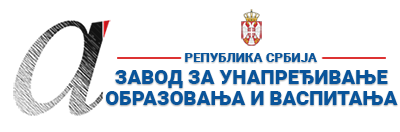 РЕПУБЛИКА СРБИЈА
ЗАВОД ЗА УНАПРЕЂИВАЊЕ
ОБРАЗОВАЊА И ВАСПИТАЊА